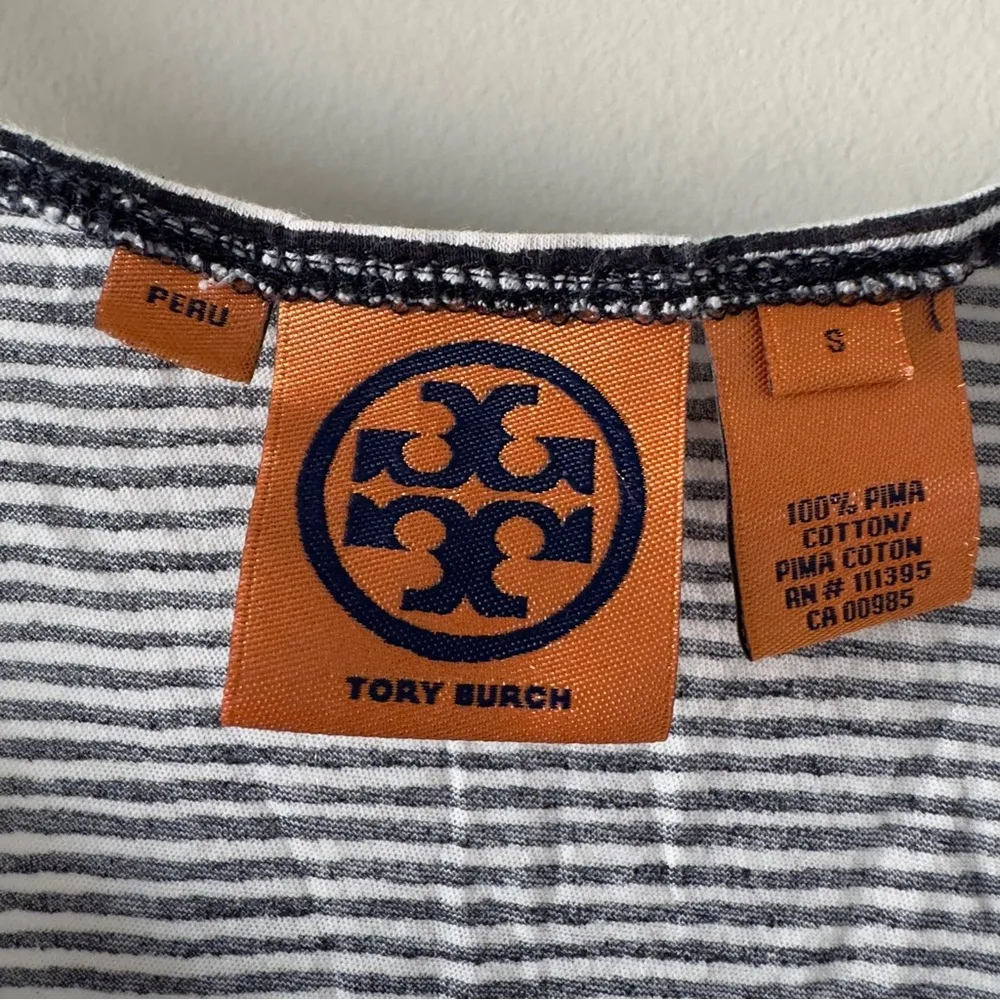 PERU
TORY BURCH
S
100% PIMA
COTTON/
PIMA COTON
RN # 111395
CA 00985